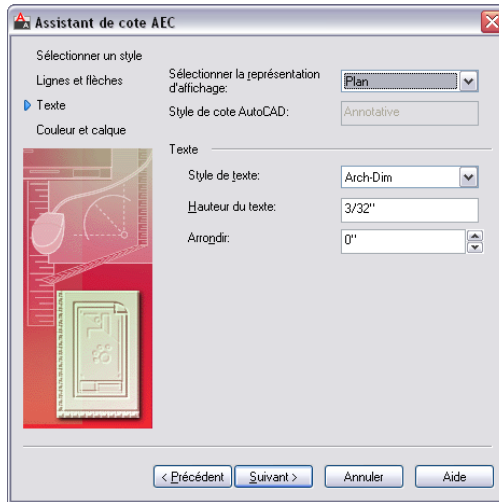 Assistant de cote AEC
Sélectionner un style
Lignes et flèches
Texte
Couleur et calque
Sélectionner la représentation
d'affichage:
Plan
Style de cote AutoCAD:
Annotative
Texte
Style de texte:
Arch-Dim
Hauteur du texte:
3/32"
Arrondir:
0"
< Précédent
Suivant >
Annuler
Aide